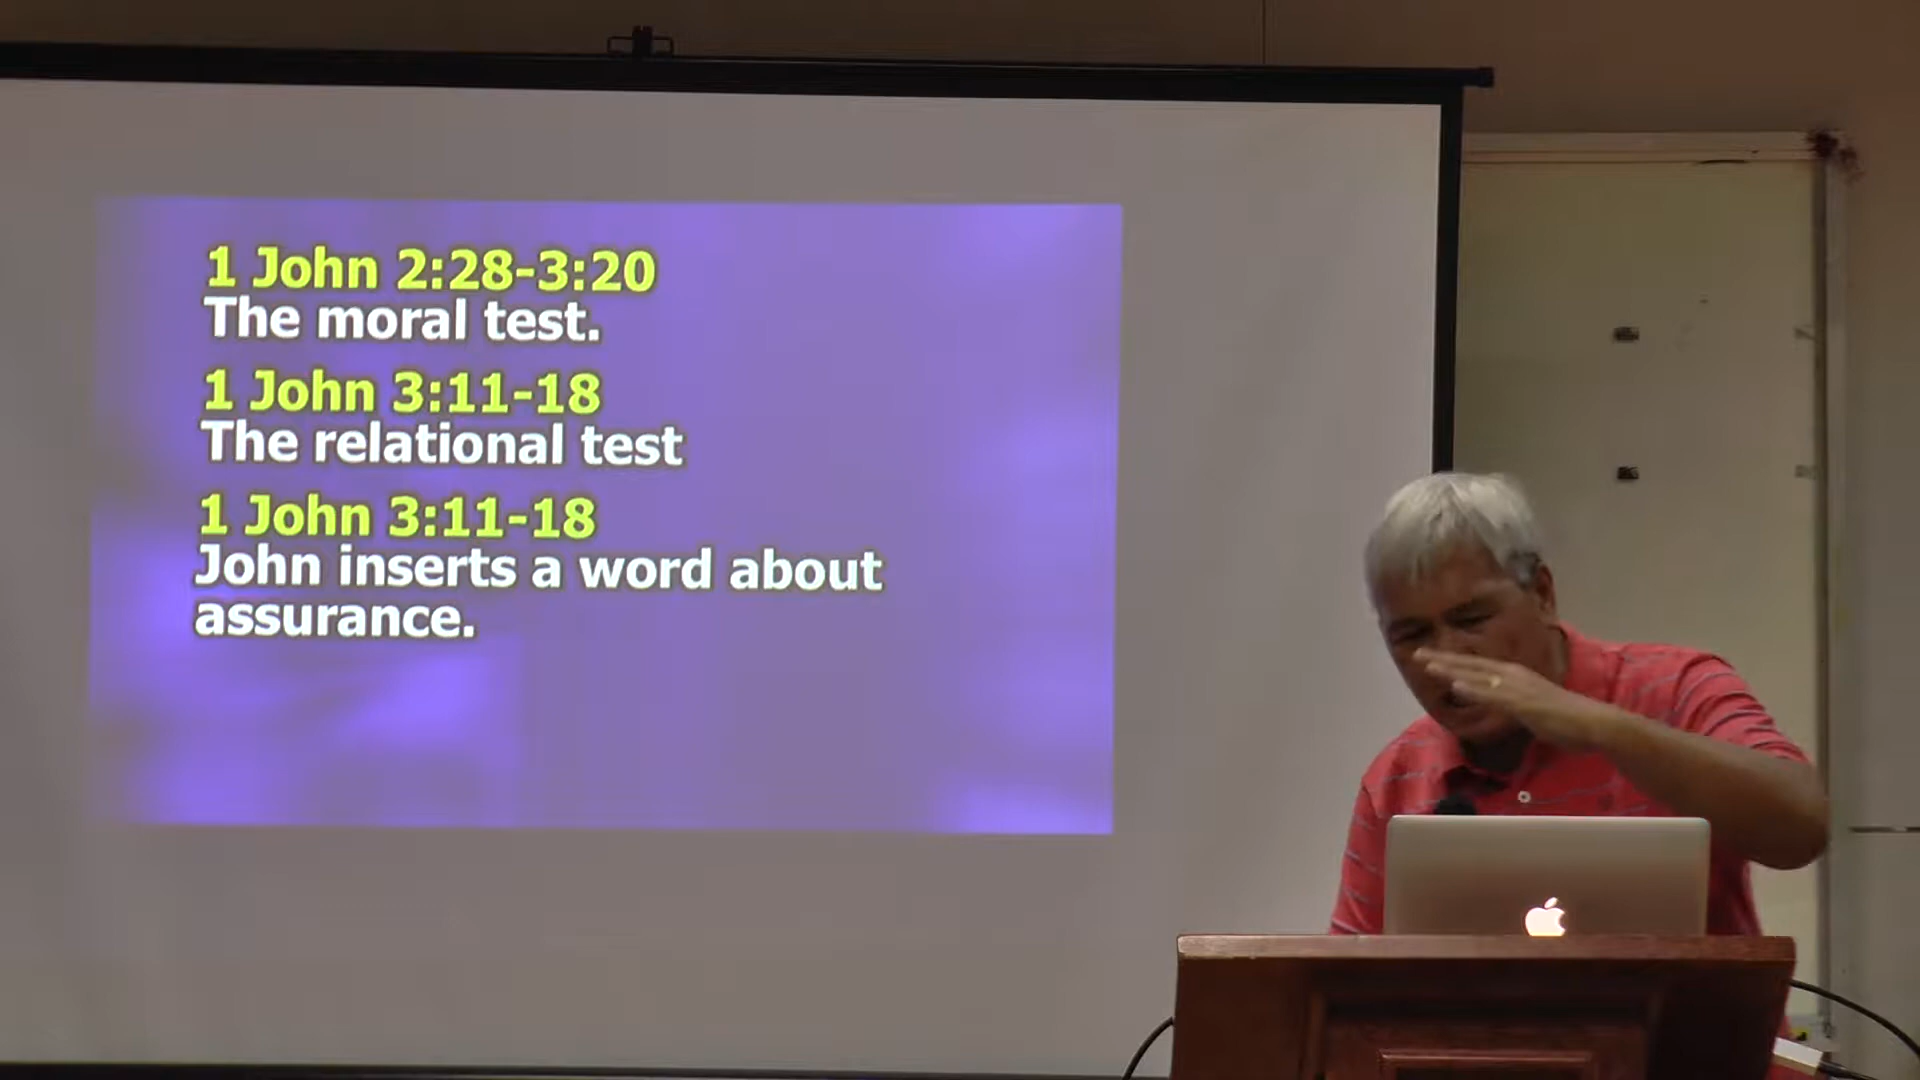 1 John 2:28-3:20
The moral test.
1 John 3:11-18
The relational test
1 John 3:11-18
John inserts a word about
assurance.